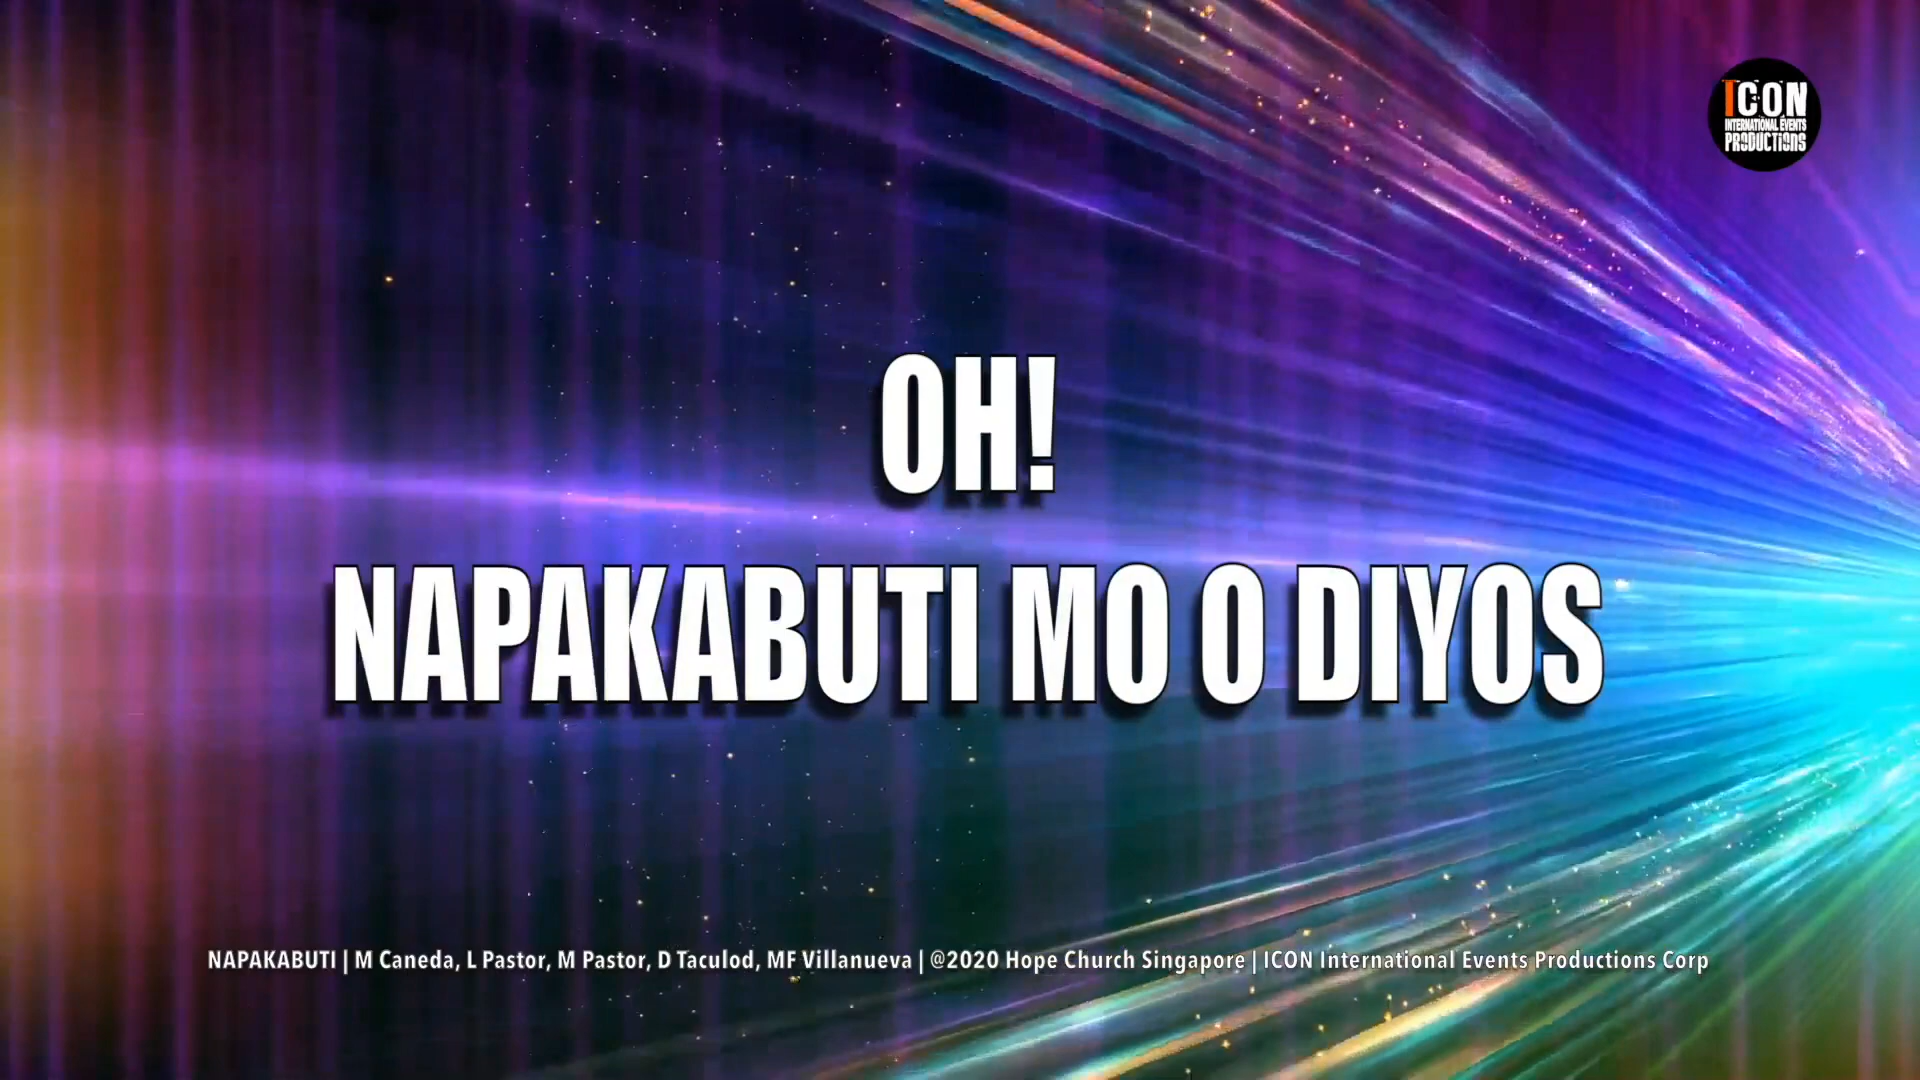 ICON
INTERNATIONAL EVENTS
PRODUCTIONS
OH!
NAPAKABUTI MO O DIYOS
NAPAKABUTI | M Caneda, L Pastor, M Pastor, D Taculod, MF Villanueva | @2020 Hope Church Singapore | ICON International Events Productions Corp